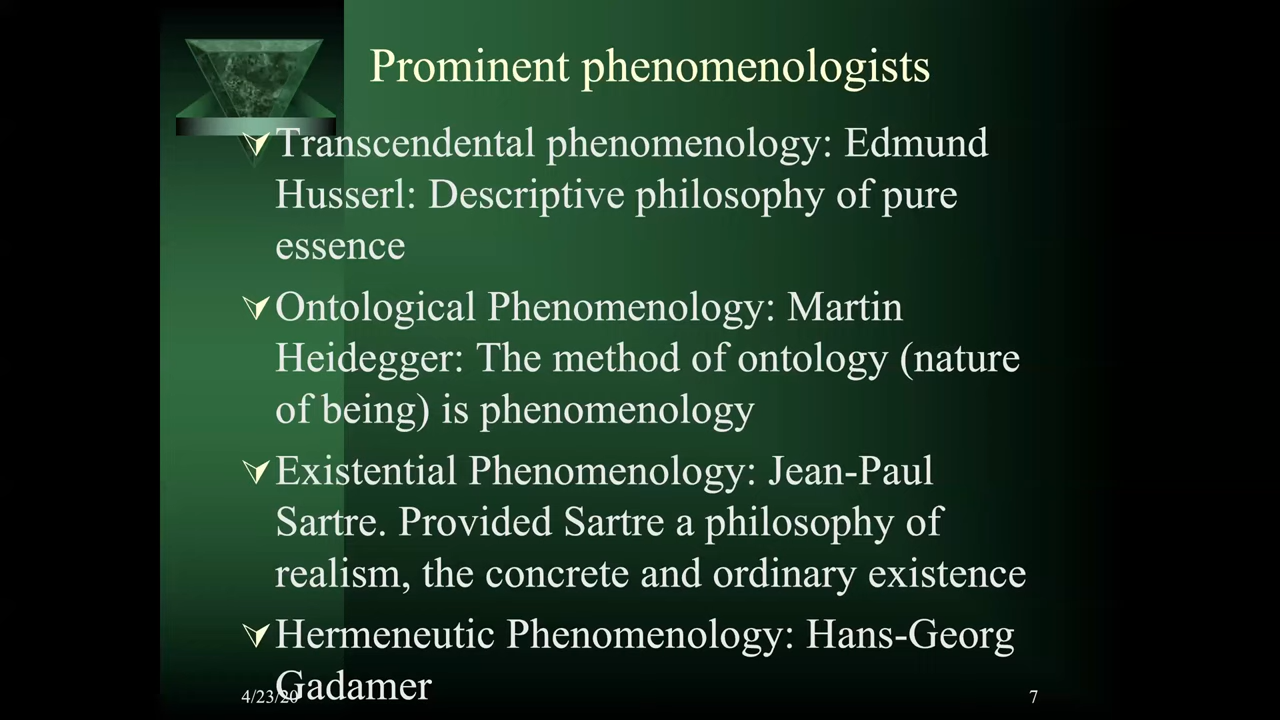 Prominent phenomenologists
Transcendental phenomenology: Edmund
Husserl: Descriptive philosophy of pure
essence
Ontological Phenomenology: Martin
Heidegger: The method of ontology (nature
of being) is phenomenology
Existential Phenomenology: Jean-Paul
Sartre. Provided Sartre a philosophy of
realism, the concrete and ordinary existence
Hermeneutic Phenomenology: Hans-Georg
Gadamer
4/23/20
7